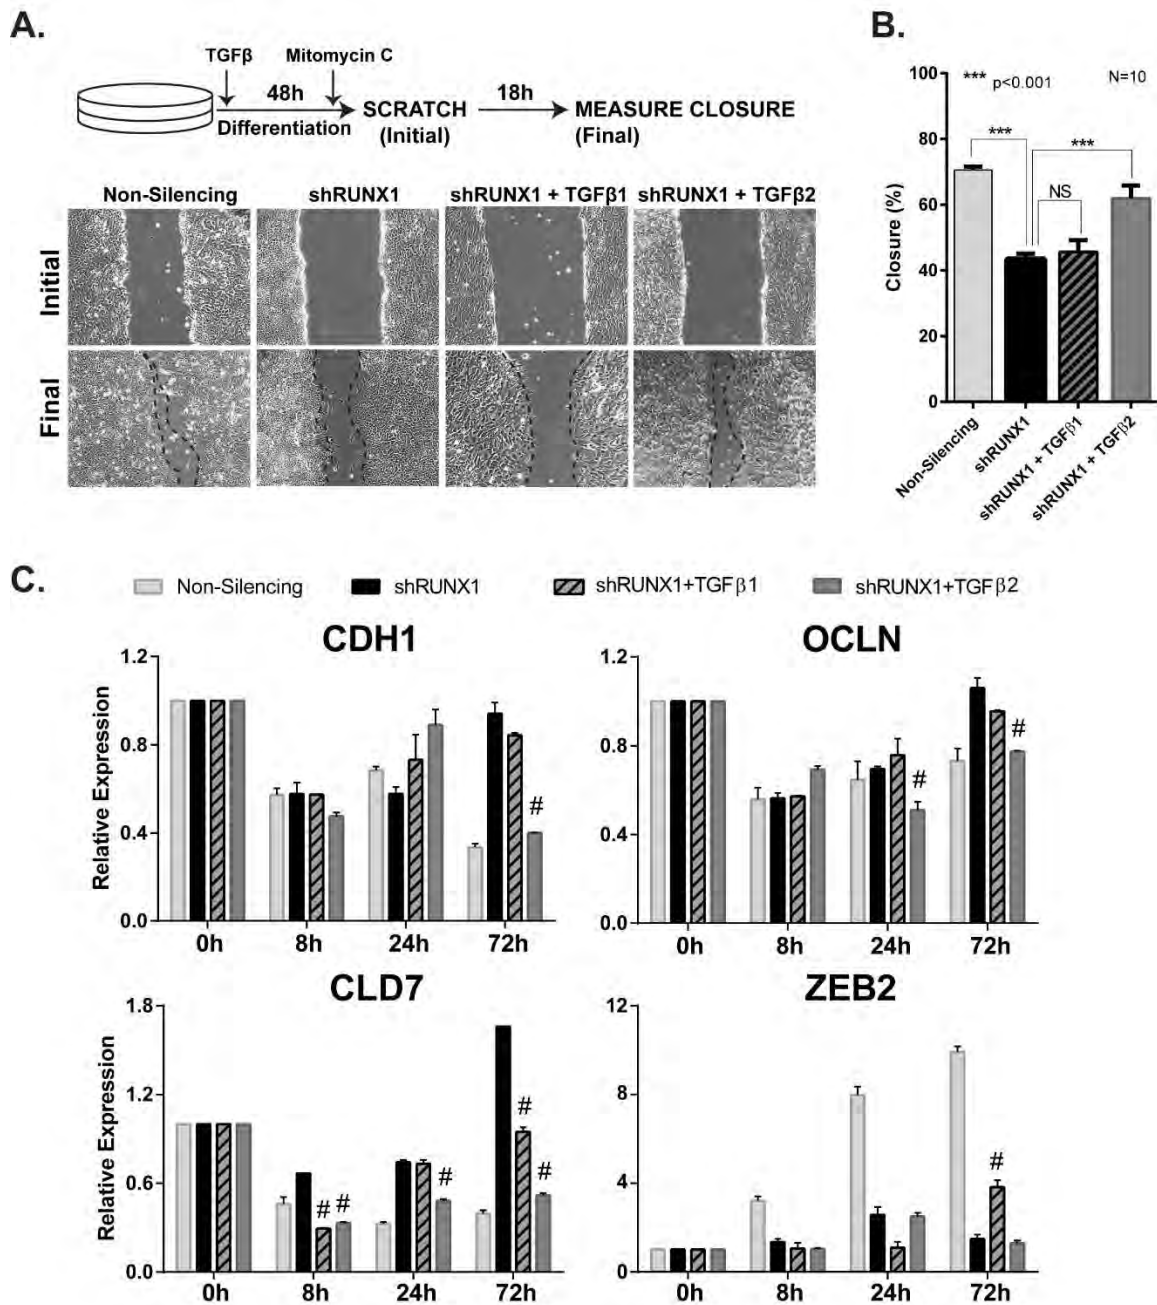 A.
TGFβ
Mitomycin C
48h
Differentiation
SCRATCH
(Initial)
18h
MEASURE CLOSURE
(Final)
Non-Silencing
shRUNX1
shRUNX1 + TGFβ1
shRUNX1 + TGFβ2
Initial
Final
B.
*** p<0.001
N=10
***
***
NS
Closure (%)
100
80
60
40
20
0
Non-Silencing
shRUNX1
shRUNX1 + TGFβ1
shRUNX1 + TGFβ2
C.
Non-Silencing
shRUNX1
shRUNX1+TGFβ1
shRUNX1+TGFβ2
CDH1
Relative Expression
1.2
0.8
0.4
0.0
#
0h 8h 24h 72h
OCLN
1.2
0.8
0.4
0.0
# #
0h 8h 24h 72h
CLD7
Relative Expression
1.8
1.2
0.6
0.0
# # # # #
0h 8h 24h 72h
ZEB2
12
8
4
0
#
0h 8h 24h 72h